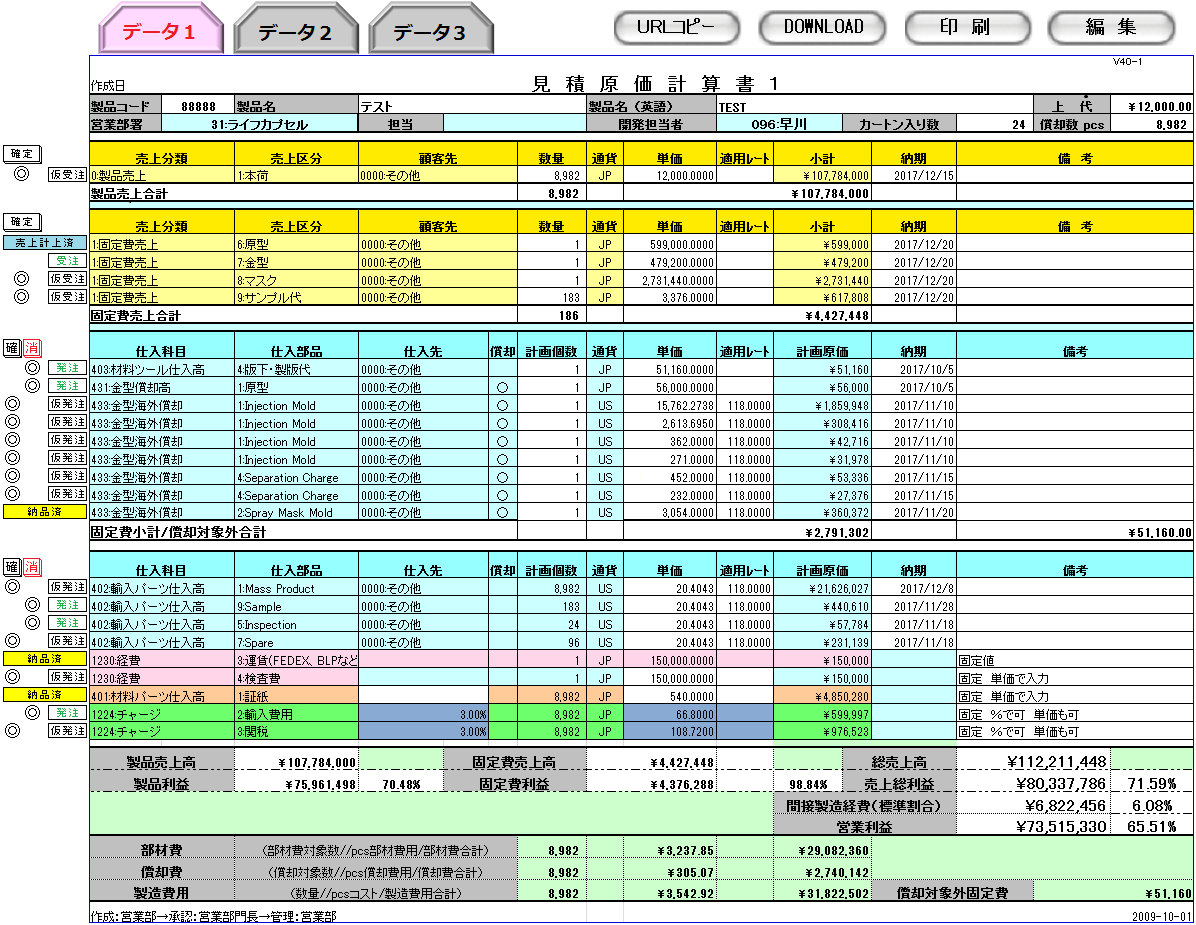 データ1 データ2 データ3 URLコピー DOWNLOAD 印 刷 編 集
V40-1
作成日 見 積 原 価 計 算 書 1
製品コード 88888 製品名 テスト 製品名（英語） TEST 上 代 ¥12,000.00
営業部署 31:ライフカプセル 担当 開発担当者 096:早川 カートン入り数 24 償却数 pcs 8,982
確定 売上分類 売上区分 顧客先 数量 通貨 単価 適用レート 小計 納期 備 考
◎ 仮受注 0:製品売上 1:本荷 0000:その他 8,982 JP 12,000.0000 ¥107,784,000 2017/12/15
製品売上合計 8,982 ¥107,784,000
確定 売上分類 売上区分 顧客先 数量 通貨 単価 適用レート 小計 納期 備 考
売上計上済 1:固定費売上 6:原型 0000:その他 1 JP 599,000.0000 ¥599,000 2017/12/20
受注 1:固定費売上 7:金型 0000:その他 1 JP 479,200.0000 ¥479,200 2017/12/20
◎ 仮受注 1:固定費売上 8:マスク 0000:その他 1 JP 2,731,440.0000 ¥2,731,440 2017/12/20
◎ 仮受注 1:固定費売上 9:サンプル代 0000:その他 183 JP 3,376.0000 ¥617,808 2017/12/20
固定費売上合計 186 ¥4,427,448
確 消 仕入科目 仕入部品 仕入先 償却 計画個数 通貨 単価 適用レート 計画原価 納期 備考
◎ 発注 403:材料ツール仕入高 4:版下・製版代 0000:その他 1 JP 51,160.0000 ¥51,160 2017/10/5
◎ 発注 431:金型償却高 1:原型 0000:その他 ○ 1 JP 56,000.0000 ¥56,000 2017/10/5
◎ 仮発注 433:金型海外償却 1:Injection Mold 0000:その他 ○ 1 US 15,762.2738 118.0000 ¥1,859,948 2017/11/10
◎ 仮発注 433:金型海外償却 1:Injection Mold 0000:その他 ○ 1 US 2,613.6950 118.0000 ¥308,416 2017/11/10
◎ 仮発注 433:金型海外償却 1:Injection Mold 0000:その他 ○ 1 US 362.0000 118.0000 ¥42,716 2017/11/10
◎ 仮発注 433:金型海外償却 1:Injection Mold 0000:その他 ○ 1 US 271.0000 118.0000 ¥31,978 2017/11/10
◎ 仮発注 433:金型海外償却 4:Separation Charge 0000:その他 ○ 1 US 452.0000 118.0000 ¥53,336 2017/11/15
◎ 仮発注 433:金型海外償却 4:Separation Charge 0000:その他 ○ 1 US 232.0000 118.0000 ¥27,376 2017/11/15
納品済 433:金型海外償却 2:Spray Mask Mold 0000:その他 ○ 1 US 3,054.0000 118.0000 ¥360,372 2017/11/20
固定費小計/償却対象外合計 ¥2,791,302 ¥51,160.00
確 消 仕入科目 仕入部品 仕入先 償却 計画個数 通貨 単価 適用レート 計画原価 納期 備考
◎ 仮発注 402:輸入パーツ仕入高 1:Mass Product 0000:その他 8,982 US 20.4043 118.0000 ¥21,626,027 2017/12/8
◎ 発注 402:輸入パーツ仕入高 9:Sample 0000:その他 183 US 20.4043 118.0000 ¥440,610 2017/11/28
◎ 発注 402:輸入パーツ仕入高 5:Inspection 0000:その他 24 US 20.4043 118.0000 ¥57,784 2017/11/18
◎ 仮発注 402:輸入パーツ仕入高 7:Spare 0000:その他 96 US 20.4043 118.0000 ¥231,139 2017/11/18
納品済 1230:経費 3:運賃(FEDEX、BLPなど 1 JP 150,000.0000 ¥150,000 固定値
◎ 仮発注 1230:経費 4:検査費 1 JP 150,000.0000 ¥150,000 固定 単価で入力
納品済 401:材料パーツ仕入高 1:証紙 8,982 JP 540.0000 ¥4,850,280 固定 単価で入力
◎ 発注 1224:チャージ 2:輸入費用 3.00% 8,982 JP 66.8000 ¥599,997 固定 %で可 単価も可
◎ 仮発注 1224:チャージ 3:関税 3.00% 8,982 JP 108.7200 ¥976,523 固定 %で可 単価も可
製品売上高 ¥107,784,000 固定費売上高 ¥4,427,448 総売上高 ¥112,211,448
製品利益 ¥75,961,498 70.48% 固定費利益 ¥4,376,288 98.84% 売上総利益 ¥80,337,786 71.59%
間接製造経費(標準割合) ¥6,822,456 6.08%
営業利益 ¥73,515,330 65.51%
部材費 (部材費対象数//pcs部材費用/部材費合計) 8,982 ¥3,237.85 ¥29,082,360
償却費 (償却対象数//pcs償却費用/償却費合計) 8,982 ¥305.07 ¥2,740,142
製造費用 (数量//pcsコスト/製造費用合計) 8,982 ¥3,542.92 ¥31,822,502 償却対象外固定費 ¥51,160
作成:営業部→承認:営業部門長→管理:営業部 2009-10-01